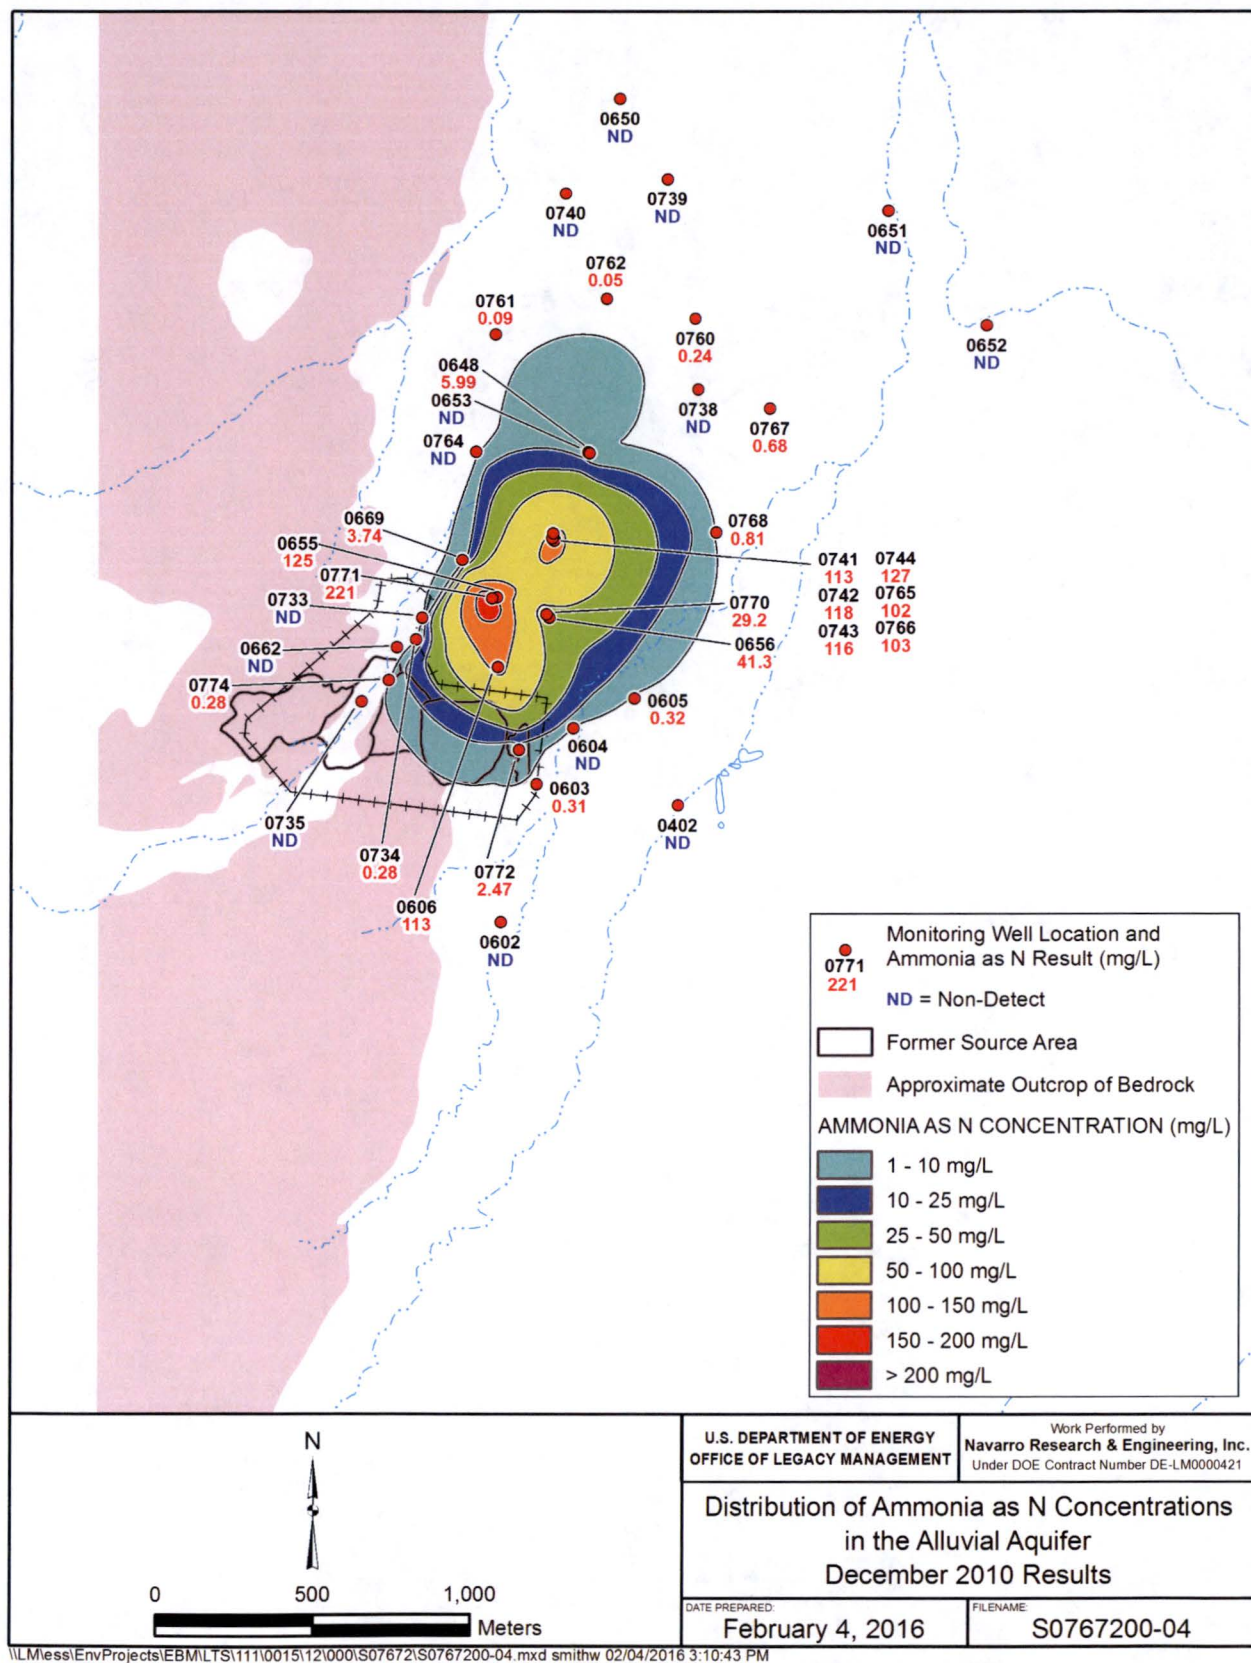 0650
ND
0739
ND
0740
ND
0651
ND
0762
0.05
0761
0.09
0760
0.24
0652
ND
0648
5.99
0653
ND
0738
ND
0767
0.68
0764
ND
0669
3.74
0768
0.81
0655
125
0741
113
0744
127
0771
221
0742
118
0765
102
0733
ND
0770
29.2
0743
116
0766
103
0662
ND
0656
41.3
0774
0.28
0605
0.32
0604
ND
0603
0.31
0735
ND
0402
ND
0734
0.28
0772
2.47
0606
113
0602
ND
0771
221
Monitoring Well Location and
Ammonia as N Result (mg/L)
ND = Non-Detect
Former Source Area
Approximate Outcrop of Bedrock
AMMONIA AS N CONCENTRATION (mg/L)
1 - 10 mg/L
10 - 25 mg/L
25 - 50 mg/L
50 - 100 mg/L
100 - 150 mg/L
150 - 200 mg/L
> 200 mg/L
N
0 500 1,000
Meters
U.S. DEPARTMENT OF ENERGY
OFFICE OF LEGACY MANAGEMENT
Work Performed by
Navarro Research & Engineering, Inc.
Under DOE Contract Number DE-LM0000421
Distribution of Ammonia as N Concentrations
in the Alluvial Aquifer
December 2010 Results
DATE PREPARED:
February 4, 2016
FILENAME:
S0767200-04
\\LM\ess\EnvProjects\EBM\LTS\111\0015\12\000\S07672\S0767200-04.mxd smithw 02/04/2016 3:10:43 PM